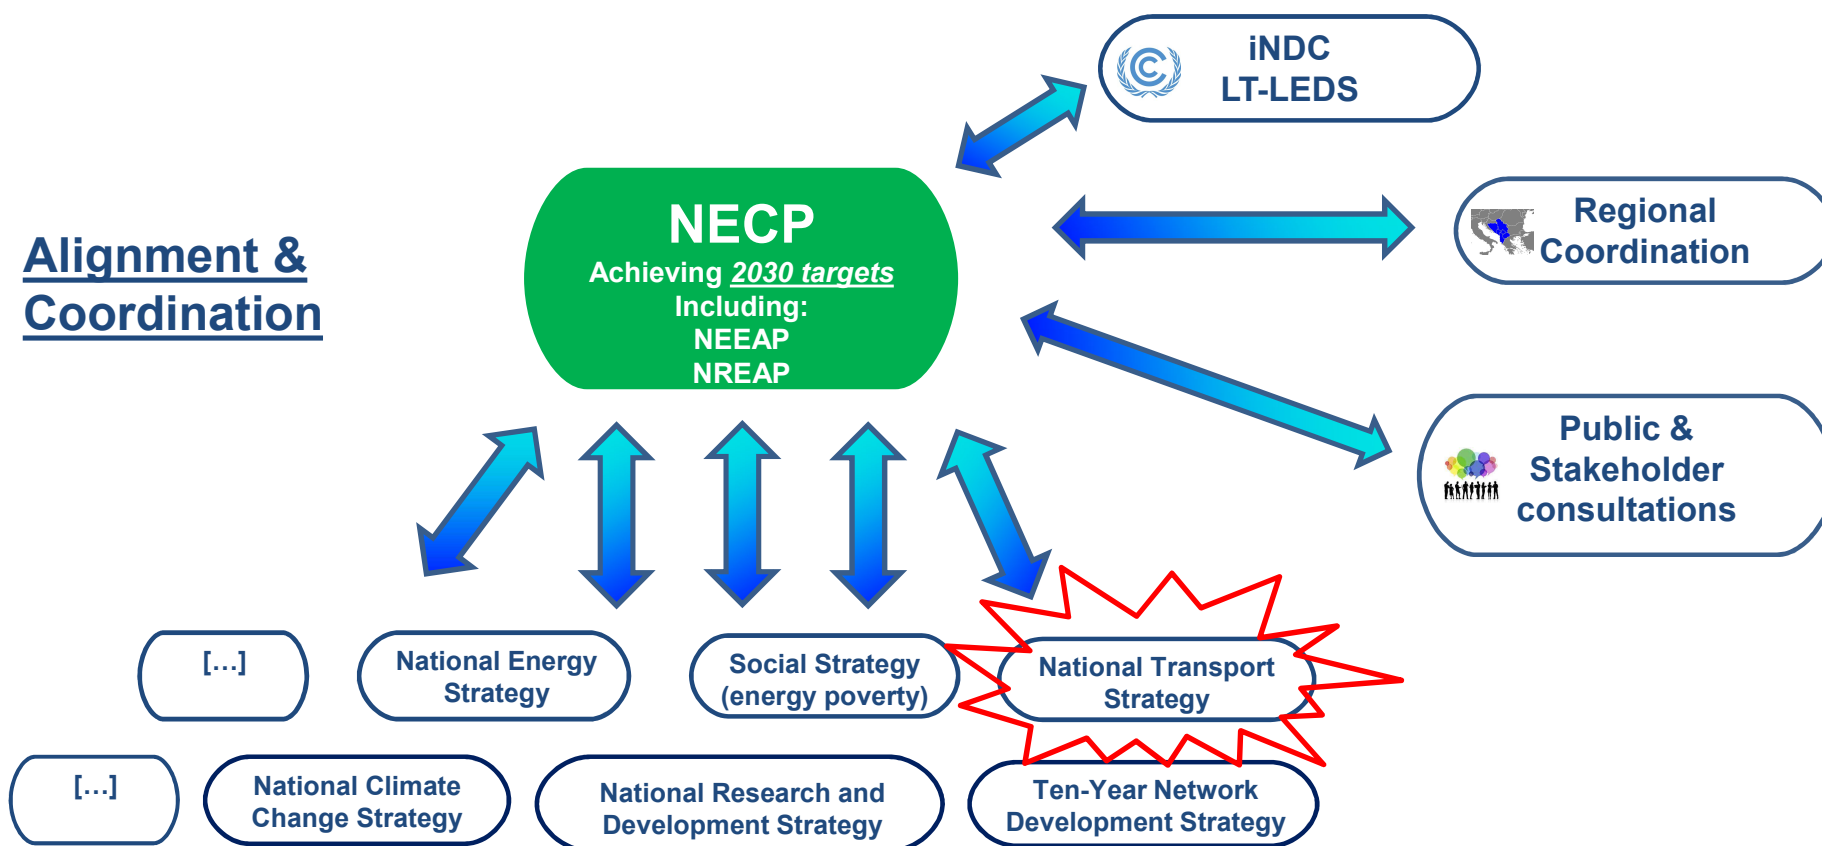 iNDC
LT-LEDS
Regional
Coordination
Alignment &
Coordination
NECP
Achieving 2030 targets
Including:
NEEAP
NREAP
Public &
Stakeholder
consultations
[...]
National Energy
Strategy
Social Strategy
(energy poverty)
National Transport
Strategy
[...]
National Climate
Change Strategy
National Research and
Development Strategy
Ten-Year Network
Development Strategy